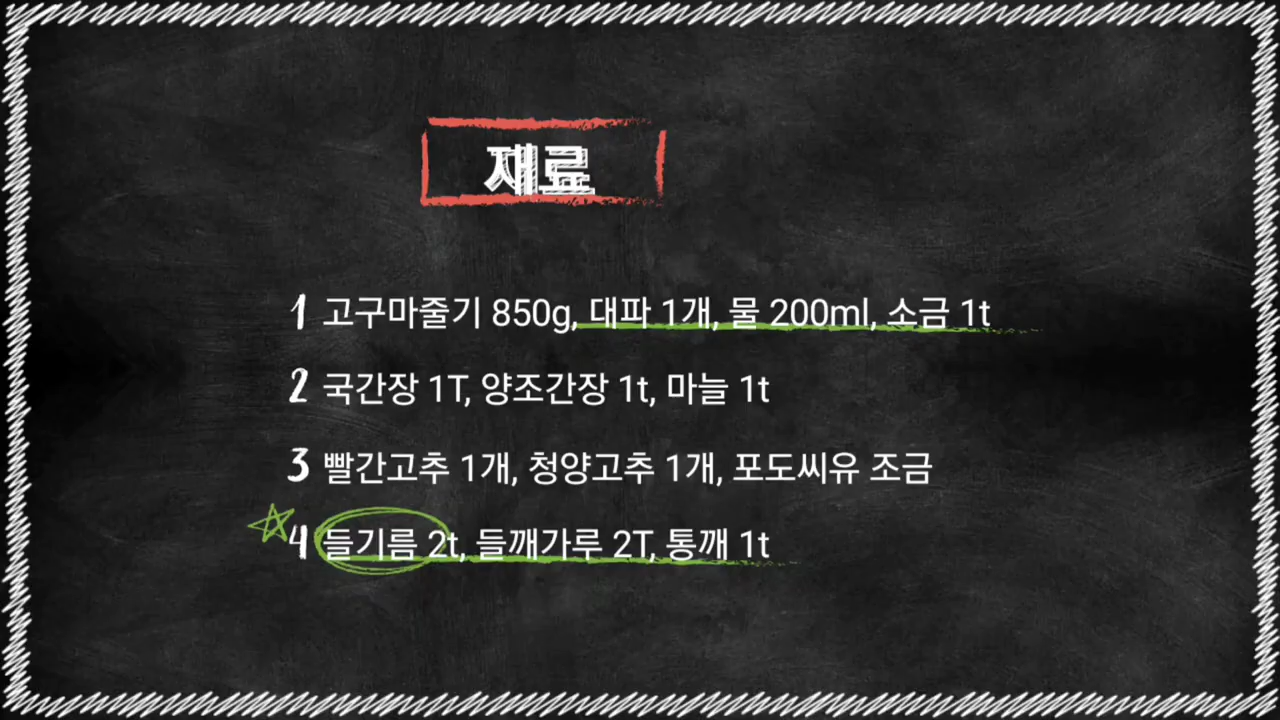 재료
1 고구마줄기 850g, 대파 1개, 물 200ml, 소금 1t
2 국간장 1T, 양조간장 1t, 마늘 1t
3 빨간고추 1개, 청양고추 1개, 포도씨유 조금
4 들기름 2t, 들깨가루 2T, 통깨 1t